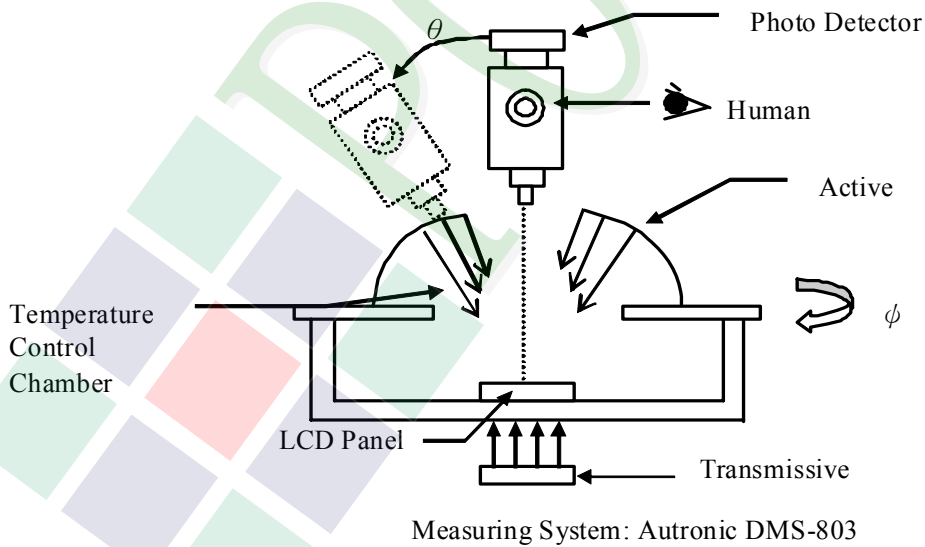 θ
Photo Detector
Human
Active
Temperature
Control
Chamber
ϕ
LCD Panel
Transmissive
Measuring System: Autronic DMS-803